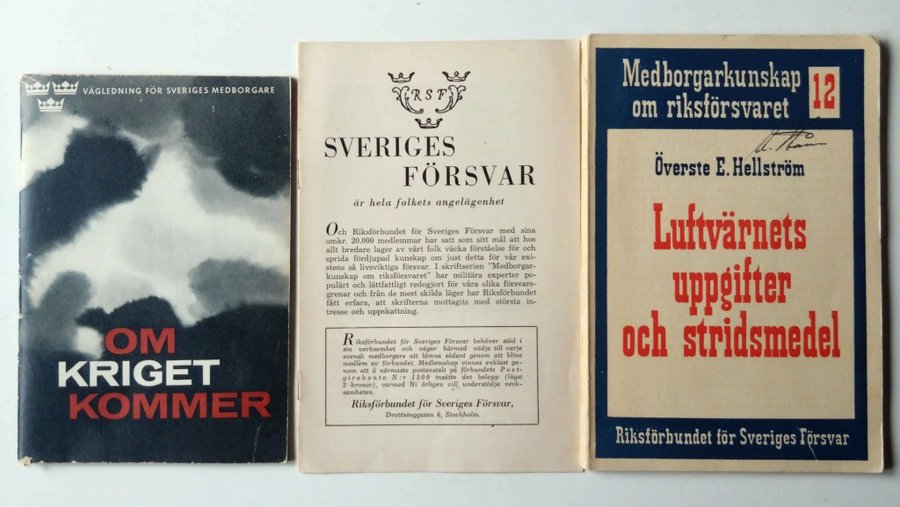 VÄGLEDNING FÖR SVERIGES MEDBORGARE
OM
KRIGET
KOMMER
RSF
SVERIGES
FÖRSVAR
är hela folkets angelägenhet
Och Riksförbundet för Sveriges Försvar med sina
omkr. 20.000 medlemmar har satt som sitt mål att hos
allt bredare lager av vårt folk väcka förståelse för och
sprida fördjupad kunskap om just detta för vår exi-
stens så livsviktiga försvar. I skriftserien "Medborgar-
kunskap om riksförsvaret" har militära experter po-
pulärt och lättfattligt redogjort för våra olika försvars-
grenar och från de mest skilda läger har Riksförbundet
fått erfara, att skrifterna mottagits med största in-
tresse och uppskattning.
Riksförbundet för Sveriges Försvar behöver stöd i
sin verksamhet och vågar härmed vädja till varje
svensk medborgare att lämna sådant genom att bliva
medlem av förbundet. Medlemskap vinnes enklast ge-
nom att å närmaste postanstalt på förbundets Post-
girokonto N:r 1500 insätta det belopp (lägst
2 kronor), varmed Ni årligen vill understödja verk-
samheten.
Riksförbundet för Sveriges Försvar,
Drottninggatan 6, Stockholm.
Medborgarkunskap
om riksförsvaret
12
Överste E. Hellström
Luftvärnets
uppgifter
och stridsmedel
Riksförbundet för Sveriges Försvar